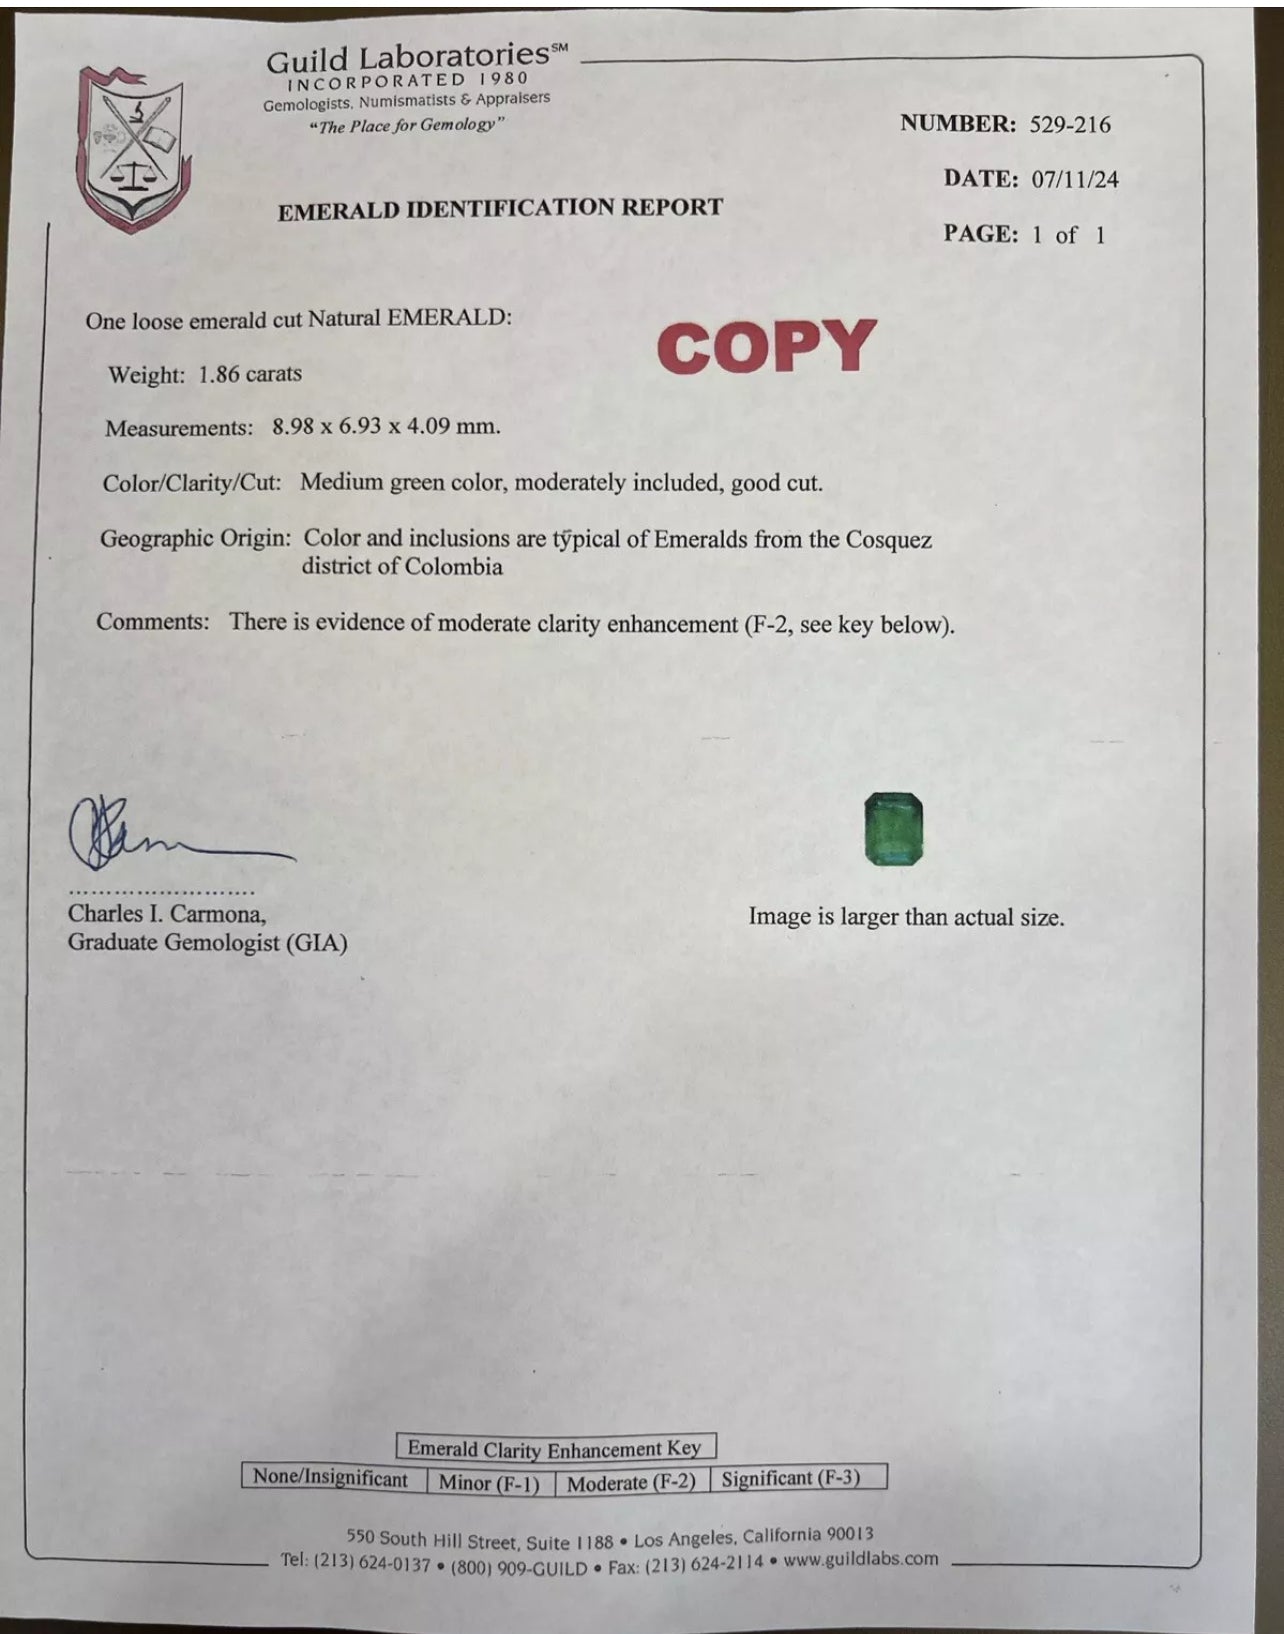 Guild Laboratories℠
INCORPORATED 1980
Gemologists, Numismatists & Appraisers
"The Place for Gemology"
NUMBER: 529-216
DATE: 07/11/24
EMERALD IDENTIFICATION REPORT
PAGE: 1 of 1
One loose emerald cut Natural EMERALD:
COPY
Weight: 1.86 carats
Measurements: 8.98 x 6.93 x 4.09 mm.
Color/Clarity/Cut: Medium green color, moderately included, good cut.
Geographic Origin: Color and inclusions are typical of Emeralds from the Cosquez
district of Colombia
Comments: There is evidence of moderate clarity enhancement (F-2, see key below).
Charles I. Carmona,
Graduate Gemologist (GIA)
Image is larger than actual size.
Emerald Clarity Enhancement Key
None/Insignificant Minor (F-1) Moderate (F-2) Significant (F-3)
550 South Hill Street, Suite 1188 • Los Angeles, California 90013
Tel: (213) 624-0137 • (800) 909-GUILD • Fax: (213) 624-2114 • www.guildlabs.com